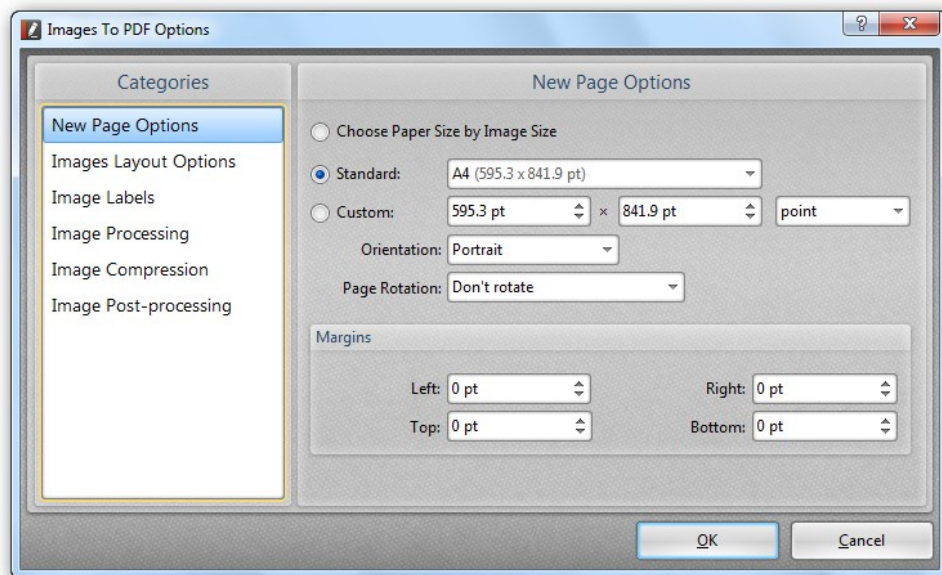 Images To PDF Options
Categories
New Page Options
Images Layout Options
Image Labels
Image Processing
Image Compression
Image Post-processing
New Page Options
Choose Paper Size by Image Size
Standard: A4 (595.3 x 841.9 pt)
Custom: 595.3 pt × 841.9 pt point
Orientation: Portrait
Page Rotation: Don't rotate
Margins
Left: 0 pt Right: 0 pt
Top: 0 pt Bottom: 0 pt
OK Cancel